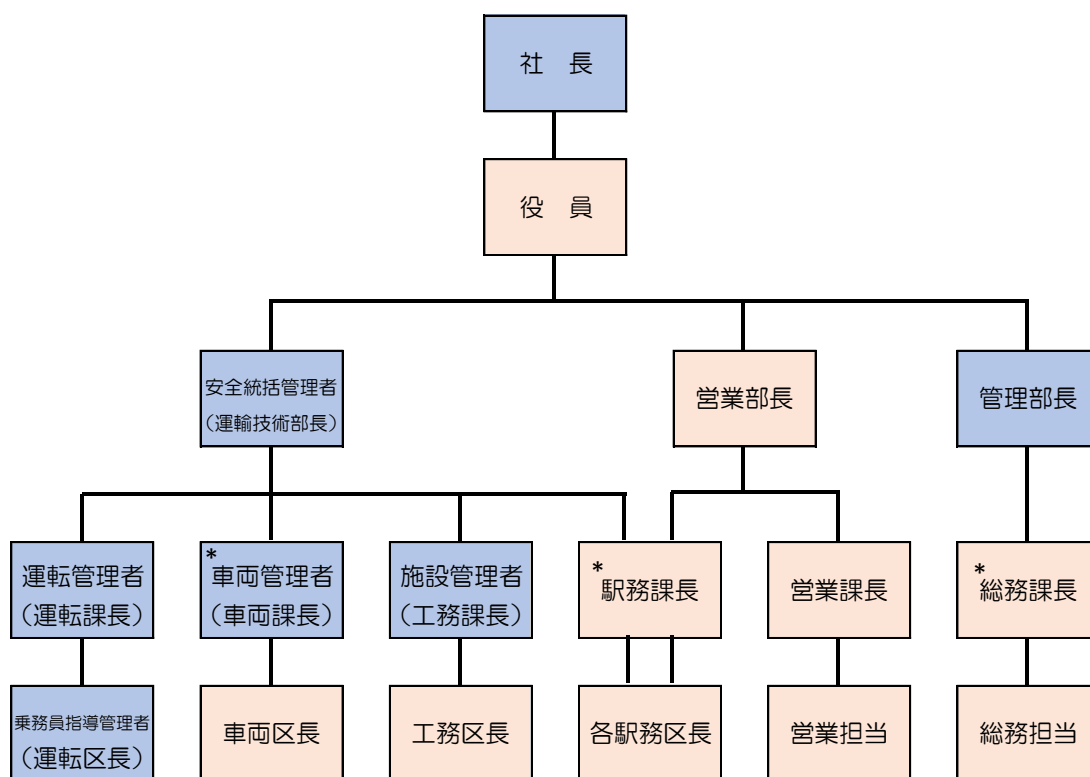 社　長
役　員
安全統括管理者
（運輸技術部長）
営業部長
管理部長
運転管理者
（運転課長）
*
車両管理者
（車両課長）
施設管理者
（工務課長）
*
駅務課長
営業課長
*
総務課長
乗務員指導管理者
（運転区長）
車両区長
工務区長
各駅務区長
営業担当
総務担当